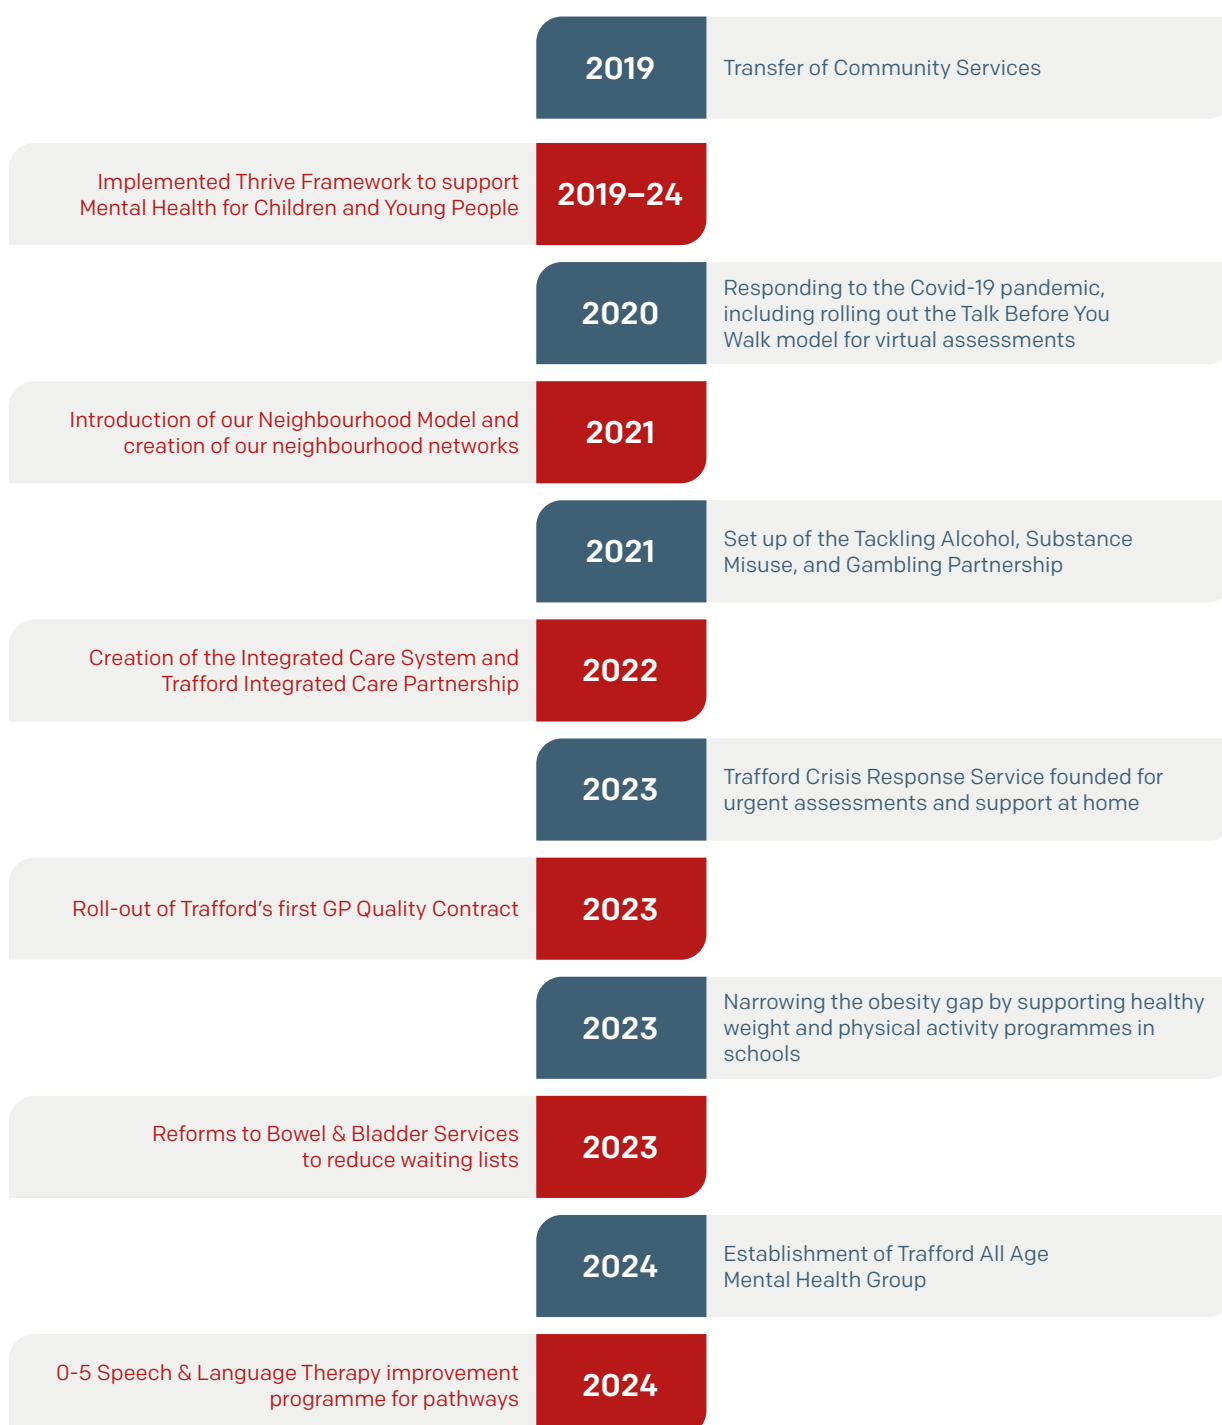 2019
Transfer of Community Services
Implemented Thrive Framework to support
Mental Health for Children and Young People
2019–24
2020
Responding to the Covid-19 pandemic,
including rolling out the Talk Before You
Walk model for virtual assessments
Introduction of our Neighbourhood Model and
creation of our neighbourhood networks
2021
2021
Set up of the Tackling Alcohol, Substance
Misuse, and Gambling Partnership
Creation of the Integrated Care System and
Trafford Integrated Care Partnership
2022
2023
Trafford Crisis Response Service founded for
urgent assessments and support at home
Roll-out of Trafford’s first GP Quality Contract
2023
2023
Narrowing the obesity gap by supporting healthy
weight and physical activity programmes in
schools
Reforms to Bowel & Bladder Services
to reduce waiting lists
2023
2024
Establishment of Trafford All Age
Mental Health Group
0-5 Speech & Language Therapy improvement
programme for pathways
2024